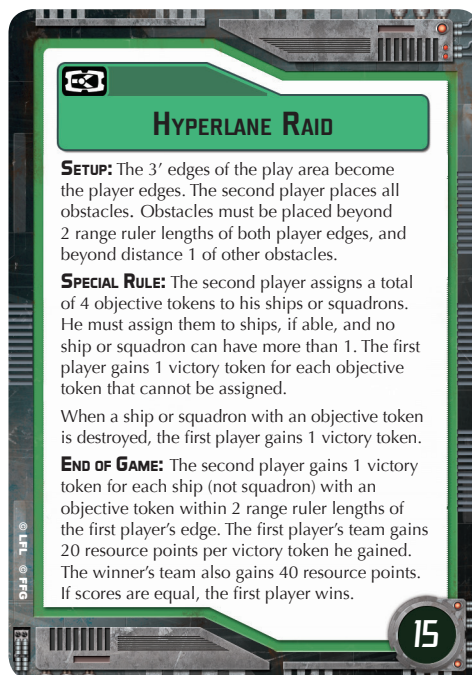 Hyperlane Raid
Setup: The 3’ edges of the play area become
the player edges. The second player places all
obstacles. Obstacles must be placed beyond
2 range ruler lengths of both player edges, and
beyond distance 1 of other obstacles.
Special Rule: The second player assigns a total
of 4 objective tokens to his ships or squadrons.
He must assign them to ships, if able, and no
ship or squadron can have more than 1. The first
player gains 1 victory token for each objective
token that cannot be assigned.
When a ship or squadron with an objective token
is destroyed, the first player gains 1 victory token.
End of Game: The second player gains 1 victory
token for each ship (not squadron) with an
objective token within 2 range ruler lengths of
the first player’s edge. The first player’s team gains
20 resource points per victory token he gained.
The winner’s team also gains 40 resource points.
If scores are equal, the first player wins.
© LFL © FFG
15